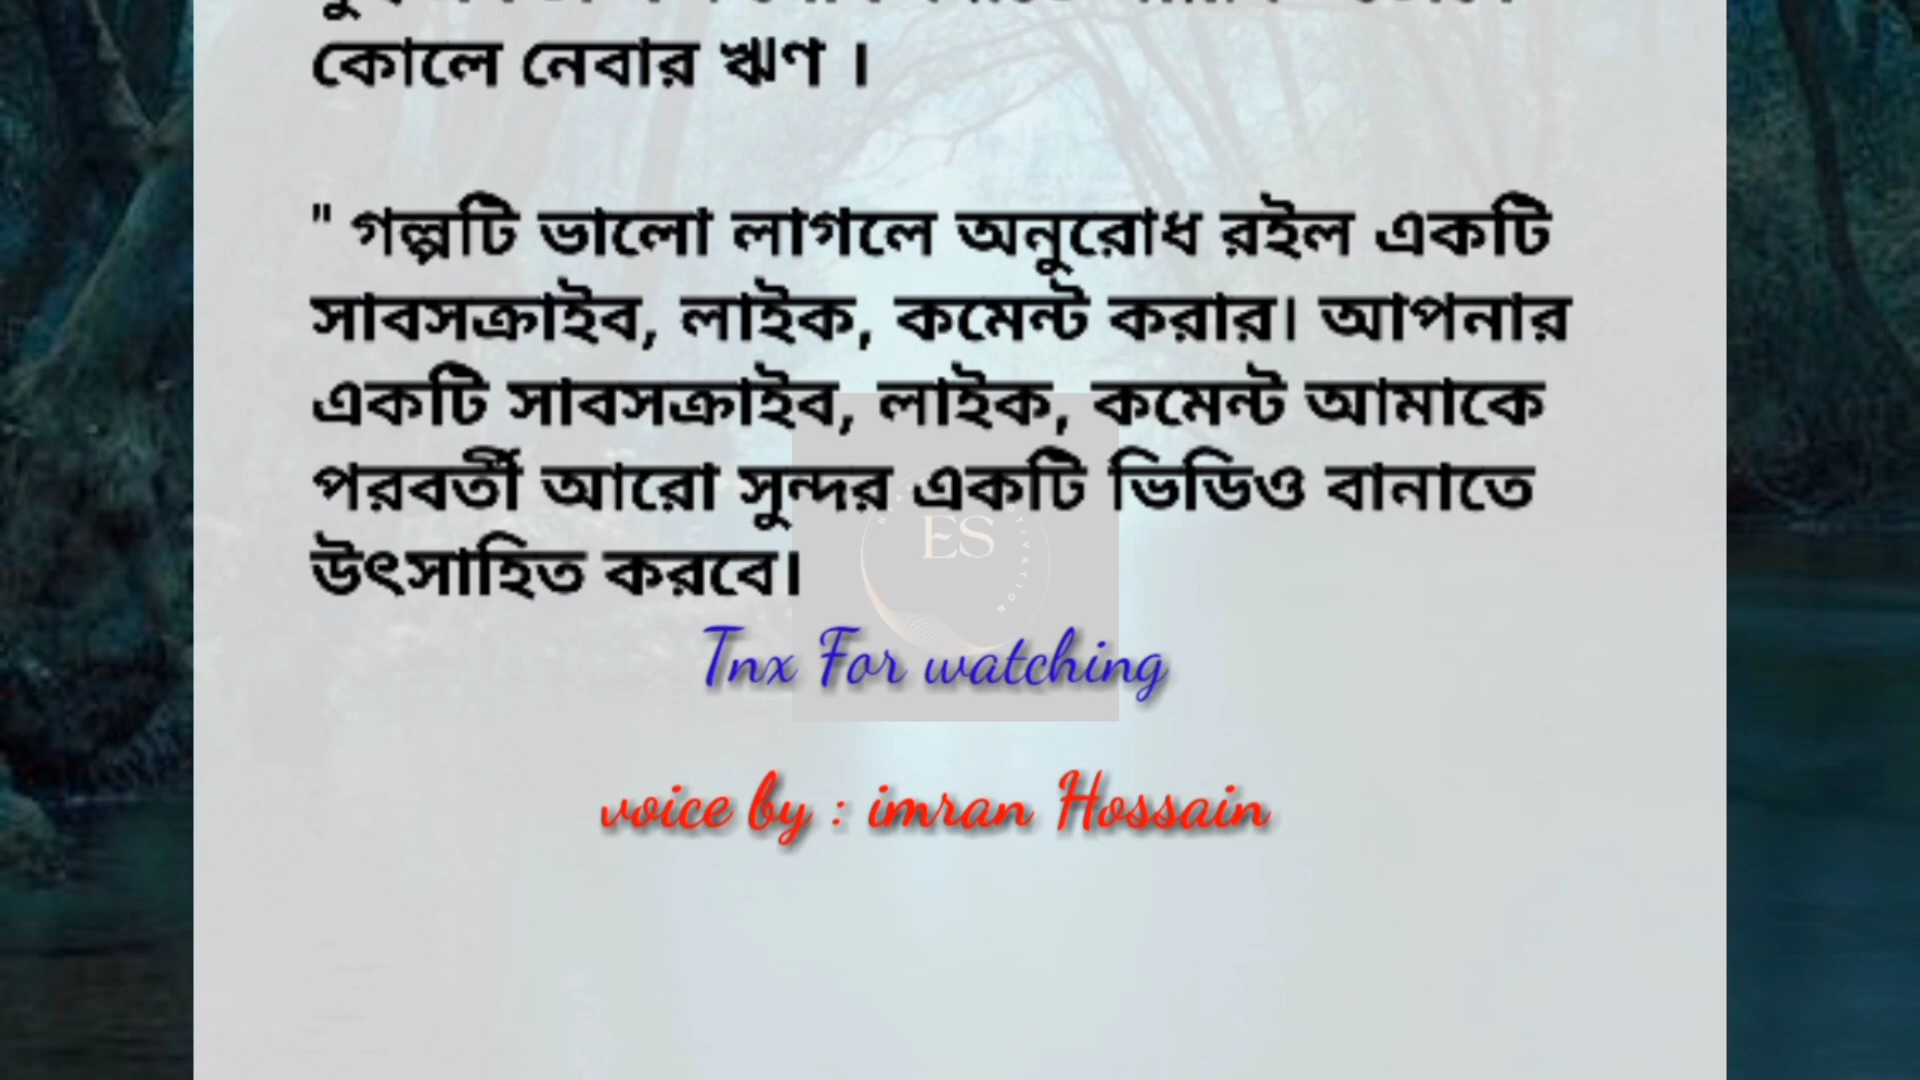 কোলে নেবার ঋণ ।
" গল্পটি ভালো লাগলে অনুরোধ রইল একটি
সাবসক্রাইব, লাইক, কমেন্ট করার। আপনার
একটি সাবসক্রাইব, লাইক, কমেন্ট আমাকে
পরবর্তী আরো সুন্দর একটি ভিডিও বানাতে
ES
উৎসাহিত করবে।
Tnx For watching
voice by : imran Hossain